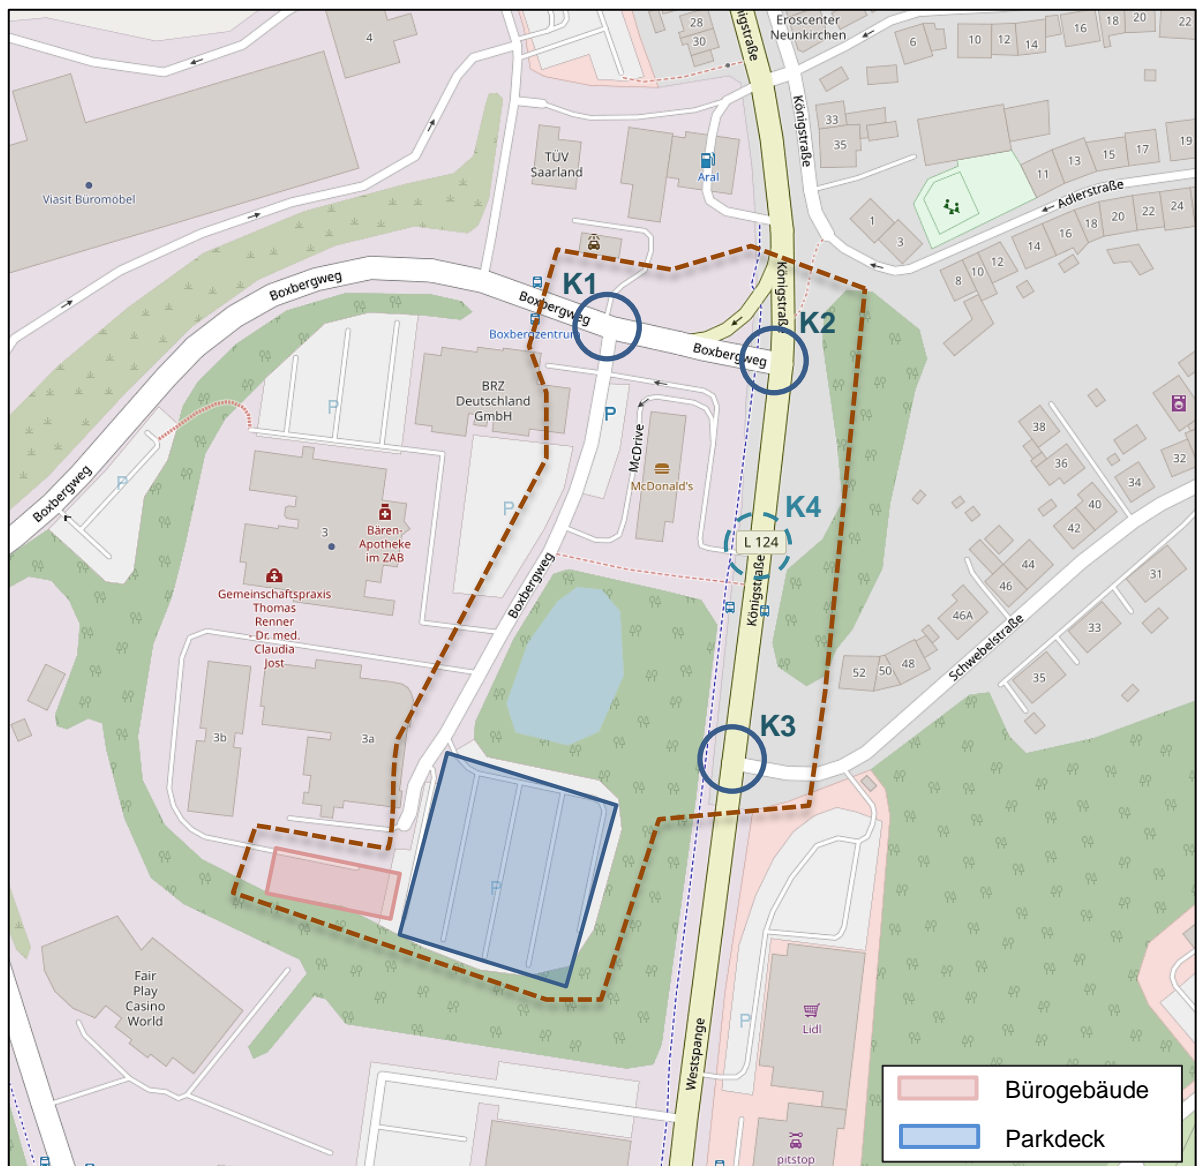 28
30
Königstraße
Eroscenter
Neunkirchen
6
10
12
14
16
18
20
22
4
Viasit Büromöbel
TÜV
Saarland
Aral
Königstraße
33
35
11
13
15
17
19
Adlerstraße
1
3
8
10
12
14
16
18
20
22
24
Boxbergweg
K1
Boxbergweg
Boxbergzentrum
Königstraße
K2
Boxbergweg
BRZ
Deutschland
GmbH
P
P
McDrive
McDonald's
P
P
Boxbergweg
3
Bären-
Apotheke
im ZAB
Gemeinschaftspraxis
Thomas
Renner
- Dr. med.
Claudia
Jost
K4
L 124
Königstraße
Boxbergweg
38
36
32
34
40
42
44
46
46A
31
33
35
52
50
48
Schwebelstraße
3b
3a
K3
P
Fair
Play
Casino
World
P
Lidl
Westspange
pitstop
Bürogebäude
Parkdeck